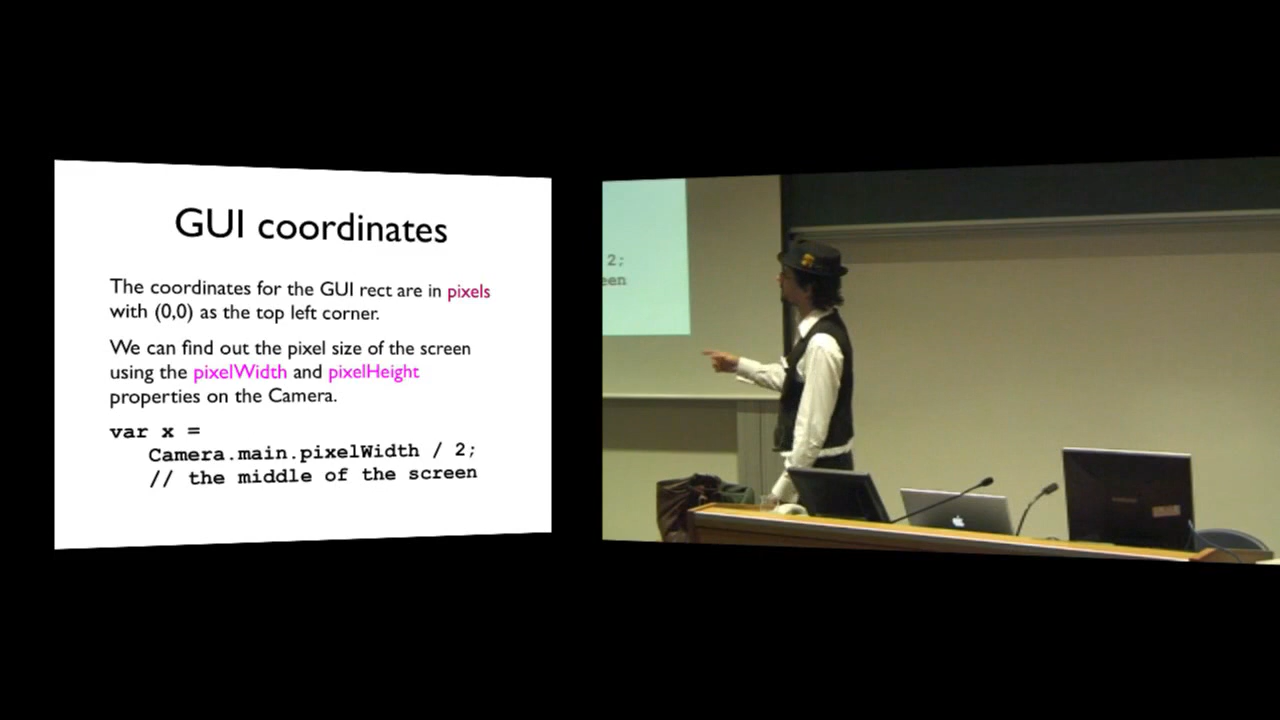 GUI coordinates
The coordinates for the GUI rect are in pixels
with (0,0) as the top left corner.
We can find out the pixel size of the screen
using the pixelWidth and pixelHeight
properties on the Camera.
var x =
Camera.main.pixelWidth / 2;
// the middle of the screen
2;
een